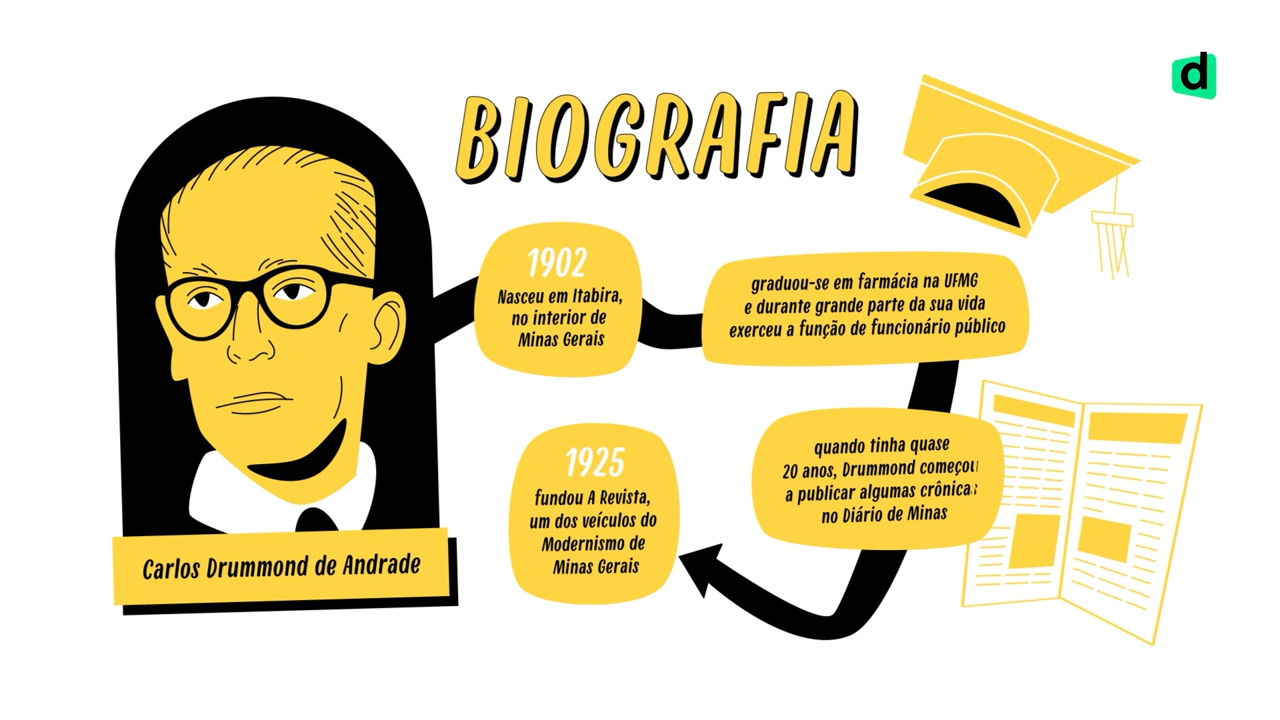 d
BIOGRAFIA
1902
Nasceu em Itabira,
no interior de
Minas Gerais
graduou-se em farmácia na UFMG
e durante grande parte da sua vida
exerceu a função de funcionário público
quando tinha quase
20 anos, Drummond começou
a publicar algumas crônicas
no Diário de Minas
1925
fundou A Revista,
um dos veículos do
Modernismo de
Minas Gerais
Carlos Drummond de Andrade